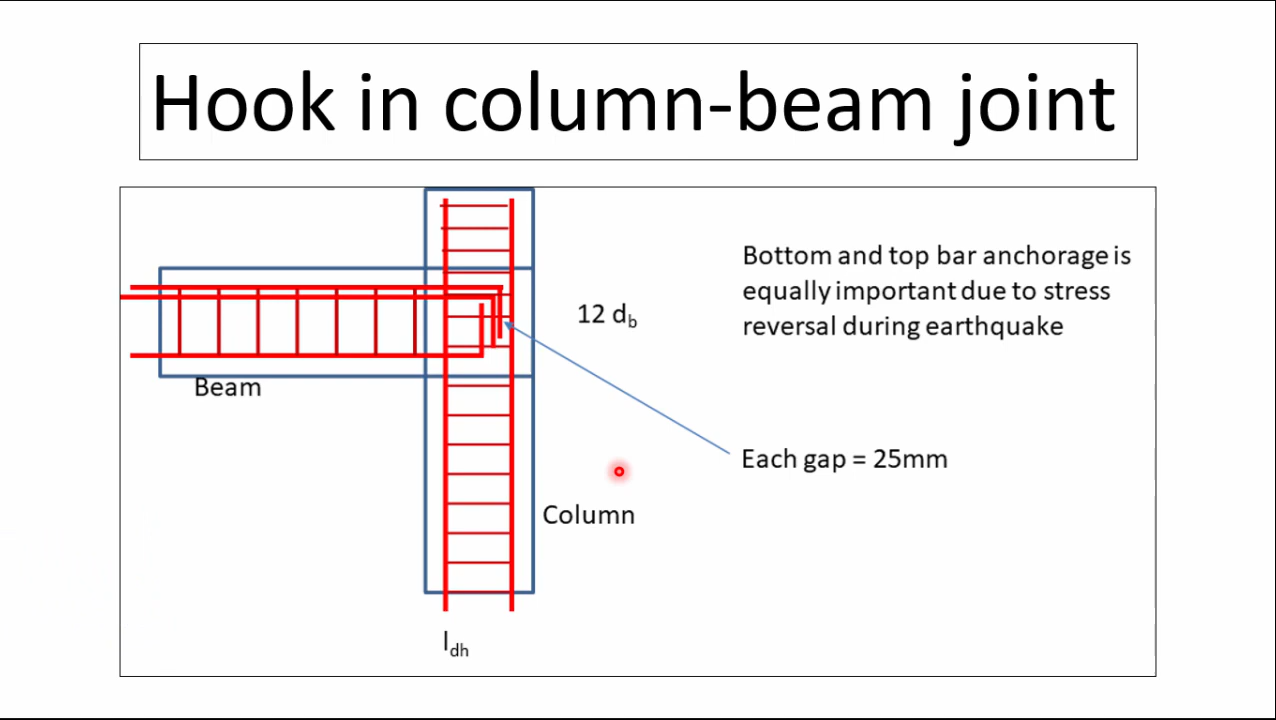 Hook in column-beam joint
Bottom and top bar anchorage is
equally important due to stress
reversal during earthquake
12 db
Beam
Each gap = 25mm
Column
ldh